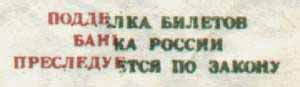 ПОДДЕЛКА БИЛЕТОВ
БАНКА РОССИИ
ПРЕСЛЕДУЕТСЯ ПО ЗАКОНУ